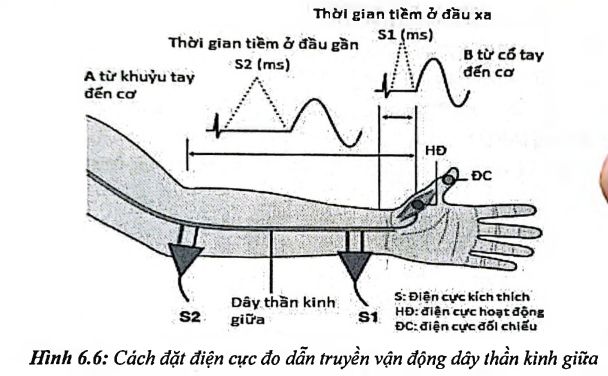 Thời gian tiềm ở đầu xa
S1 (ms)
Thời gian tiềm ở đầu gần
S2 (ms)
A từ khuỷu tay
đến cơ
B từ cổ tay
đến cơ
HĐ
ĐC
S2
Dây thần kinh
giữa
S1
S: Điện cực kích thích
HĐ: điện cực hoạt động
ĐC: điện cực đối chiếu
Hình 6.6: Cách đặt điện cực đo dẫn truyền vận động dây thần kinh giữa